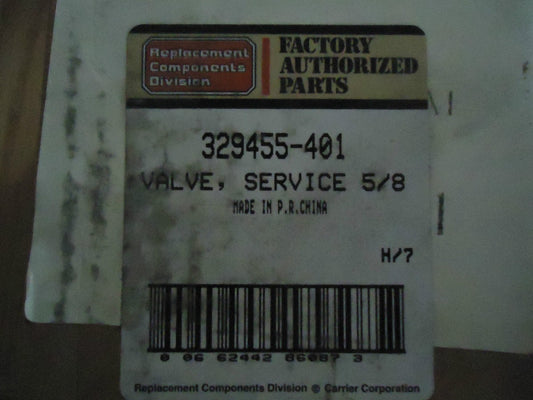 Replacement
Components
Division
FACTORY
AUTHORIZED
PARTS
329455-401
VALVE, SERVICE 5/8
MADE IN P.R.CHINA
H/7
0 06 62442 86087 3
Replacement Components Division © Carrier Corporation